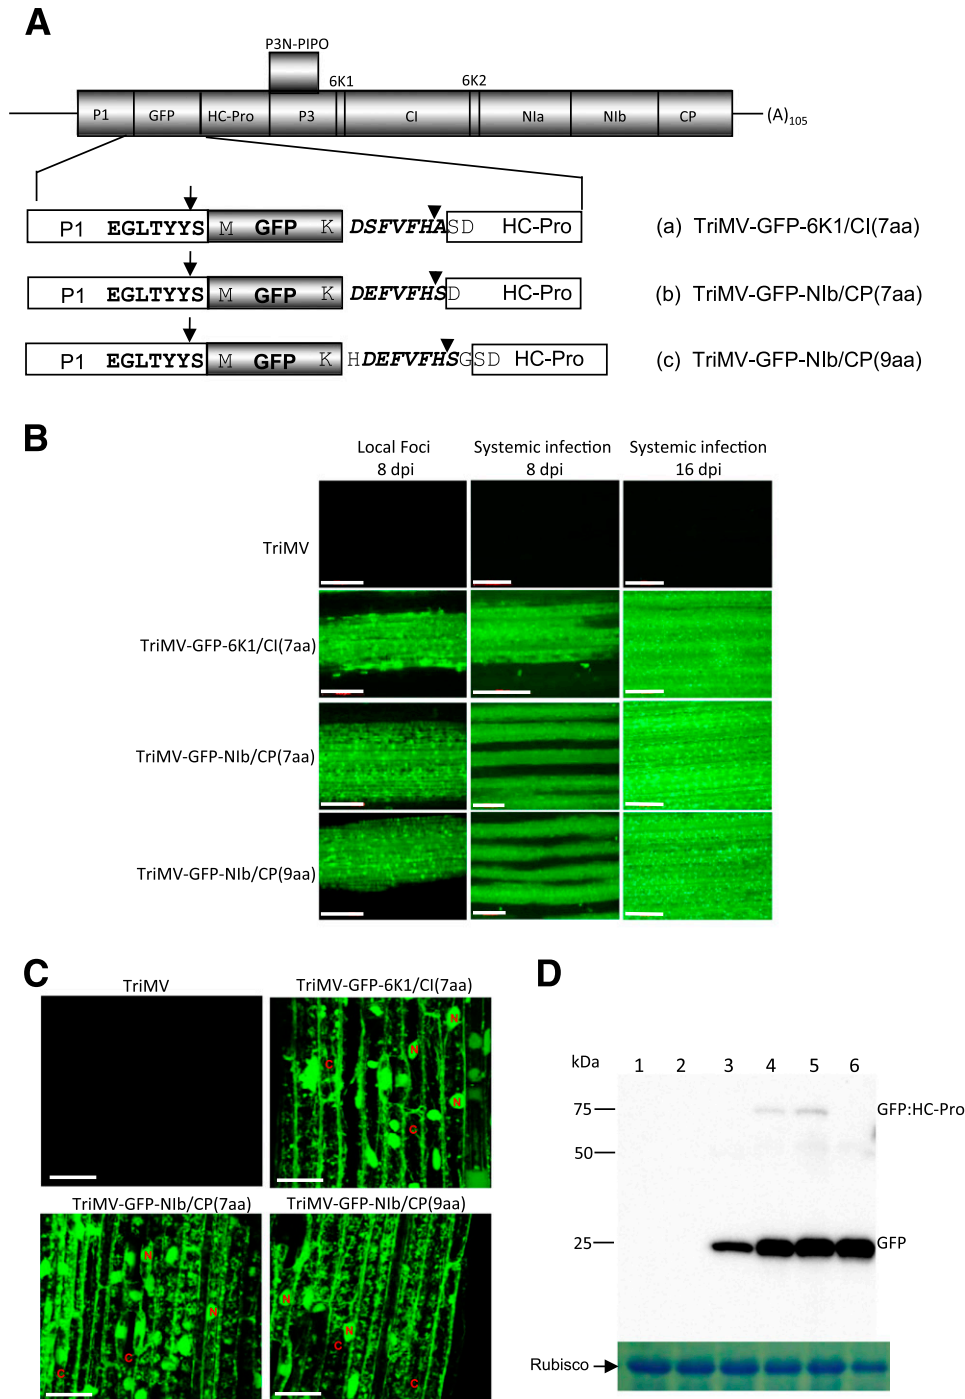 A
P3N-PIPO
6K1 6K2
P1 GFP HC-Pro P3 CI NIa NIb CP (A)105
P1 EGLTYYS M GFP K DSFVFHASD HC-Pro (a) TriMV-GFP-6K1/CI(7aa)
P1 EGLTYYS M GFP K DEFVFHSD HC-Pro (b) TriMV-GFP-NIb/CP(7aa)
P1 EGLTYYS M GFP K HDEFVFHSGSD HC-Pro (c) TriMV-GFP-NIb/CP(9aa)
B
Local Foci Systemic infection Systemic infection
8 dpi 8 dpi 16 dpi
TriMV
TriMV-GFP-6K1/CI(7aa)
TriMV-GFP-NIb/CP(7aa)
TriMV-GFP-NIb/CP(9aa)
C
TriMV TriMV-GFP-6K1/CI(7aa)
N
N
C
N
C
TriMV-GFP-NIb/CP(7aa) TriMV-GFP-NIb/CP(9aa)
N
N
C
C
N
N
C
C
D
kDa 1 2 3 4 5 6
75 GFP:HC-Pro
50
25 GFP
Rubisco